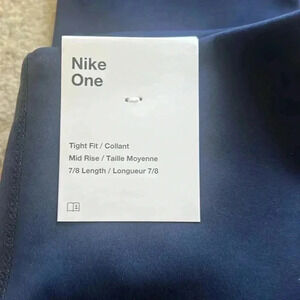 Nike
One
Tight Fit / Collant
Mid Rise / Taille Moyenne
7/8 Length / Longueur 7/8